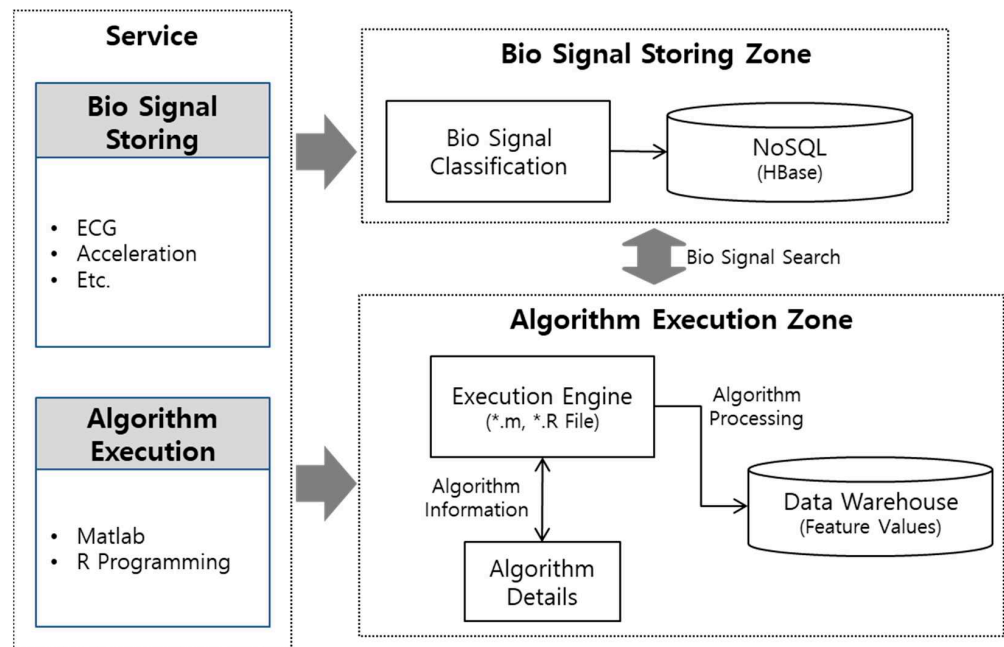 Service
Bio Signal
Storing
• ECG
• Acceleration
• Etc.
Algorithm
Execution
• Matlab
• R Programming
Bio Signal Storing Zone
Bio Signal
Classification
NoSQL
(HBase)
Bio Signal Search
Algorithm Execution Zone
Execution Engine
(*.m, *.R File)
Algorithm
Processing
Algorithm
Information
Data Warehouse
(Feature Values)
Algorithm
Details